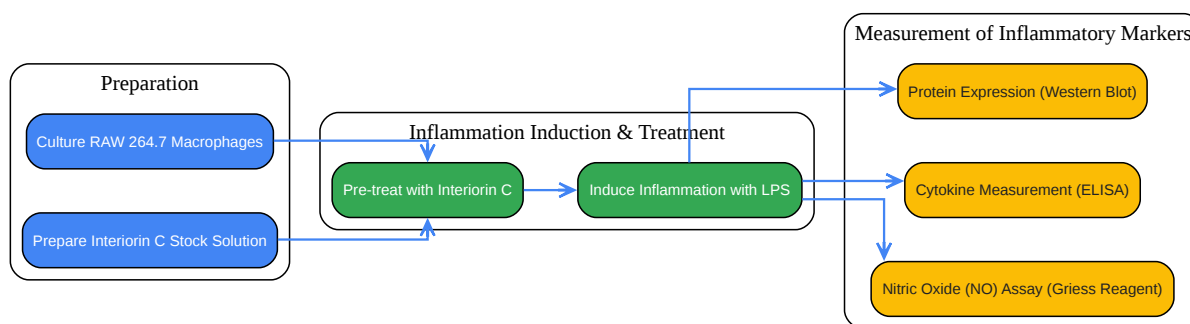 Preparation
Culture RAW 264.7 Macrophages
Prepare Interiorin C Stock Solution
Inflammation Induction & Treatment
Pre-treat with Interiorin C
Induce Inflammation with LPS
Measurement of Inflammatory Markers
Protein Expression (Western Blot)
Cytokine Measurement (ELISA)
Nitric Oxide (NO) Assay (Griess Reagent)